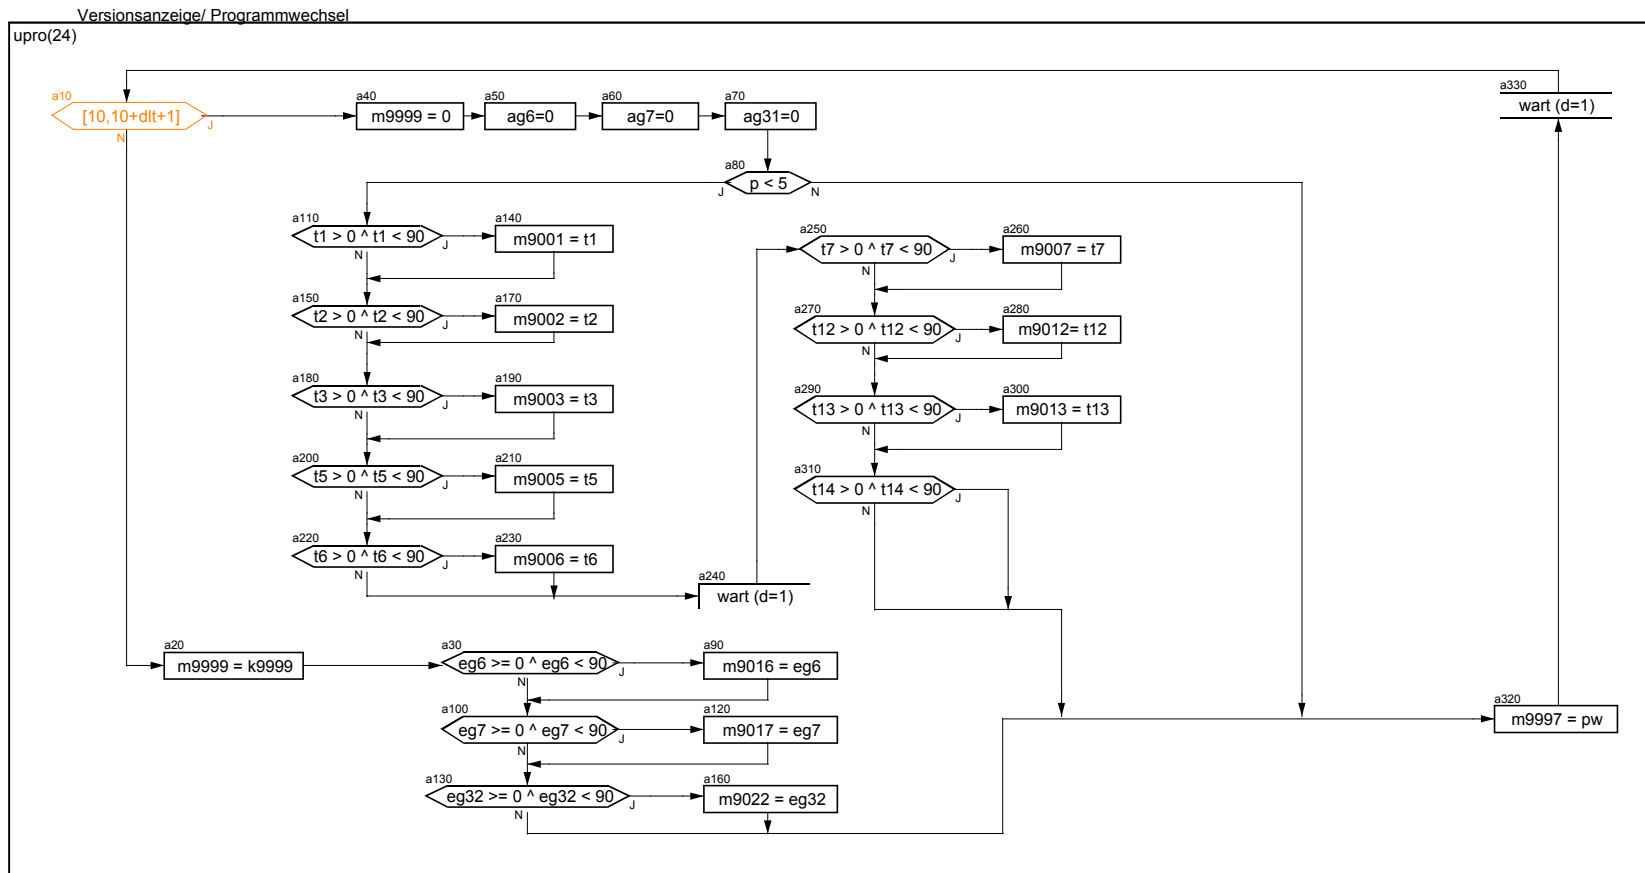 Versionsanzeige/ Programmwechsel
upro(24)
a10
[10,10+dlt+1]
J
N
a40
m9999 = 0
a50
ag6=0
a60
ag7=0
a70
ag31=0
a330
wart (d=1)
a80
p < 5
J
N
a110
t1 > 0 ^ t1 < 90
J
N
a140
m9001 = t1
a150
t2 > 0 ^ t2 < 90
J
N
a170
m9002 = t2
a180
t3 > 0 ^ t3 < 90
J
N
a190
m9003 = t3
a200
t5 > 0 ^ t5 < 90
J
N
a210
m9005 = t5
a220
t6 > 0 ^ t6 < 90
J
N
a230
m9006 = t6
a240
wart (d=1)
a250
t7 > 0 ^ t7 < 90
J
N
a260
m9007 = t7
a270
t12 > 0 ^ t12 < 90
J
N
a280
m9012= t12
a290
t13 > 0 ^ t13 < 90
J
N
a300
m9013 = t13
a310
t14 > 0 ^ t14 < 90
J
N
a20
m9999 = k9999
a30
eg6 >= 0 ^ eg6 < 90
J
N
a90
m9016 = eg6
a100
eg7 >= 0 ^ eg7 < 90
J
N
a120
m9017 = eg7
a130
eg32 >= 0 ^ eg32 < 90
J
N
a160
m9022 = eg32
a320
m9997 = pw